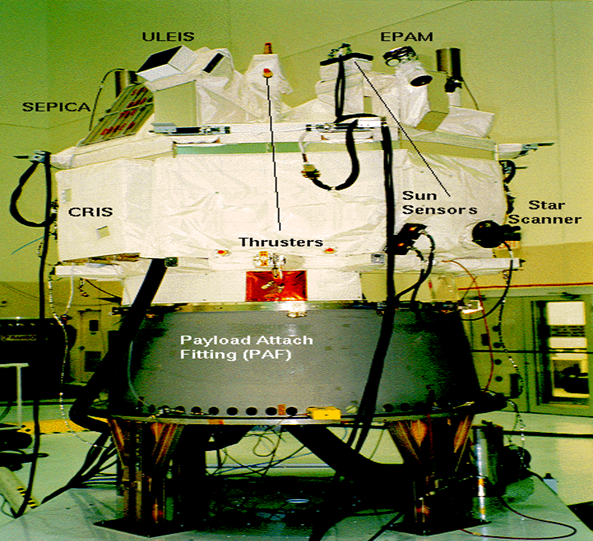 ULEIS
EPAM
SEPICA
CRIS
Sun
Sensors
Star
Scanner
Thrusters
Payload Attach
Fitting (PAF)